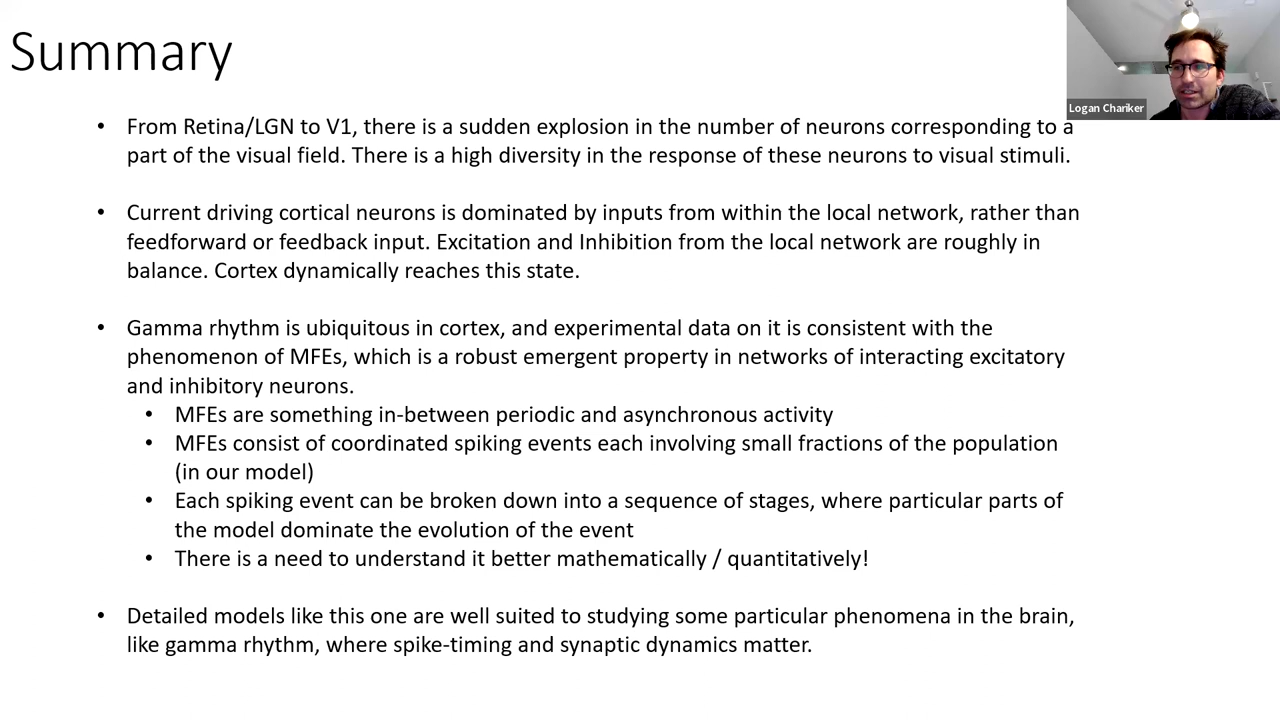 Summary
Logan Chariker
• From Retina/LGN to V1, there is a sudden explosion in the number of neurons corresponding to a
part of the visual field. There is a high diversity in the response of these neurons to visual stimuli.
• Current driving cortical neurons is dominated by inputs from within the local network, rather than
feedforward or feedback input. Excitation and Inhibition from the local network are roughly in
balance. Cortex dynamically reaches this state.
• Gamma rhythm is ubiquitous in cortex, and experimental data on it is consistent with the
phenomenon of MFEs, which is a robust emergent property in networks of interacting excitatory
and inhibitory neurons.
• MFEs are something in-between periodic and asynchronous activity
• MFEs consist of coordinated spiking events each involving small fractions of the population
(in our model)
• Each spiking event can be broken down into a sequence of stages, where particular parts of
the model dominate the evolution of the event
• There is a need to understand it better mathematically / quantitatively!
• Detailed models like this one are well suited to studying some particular phenomena in the brain,
like gamma rhythm, where spike-timing and synaptic dynamics matter.